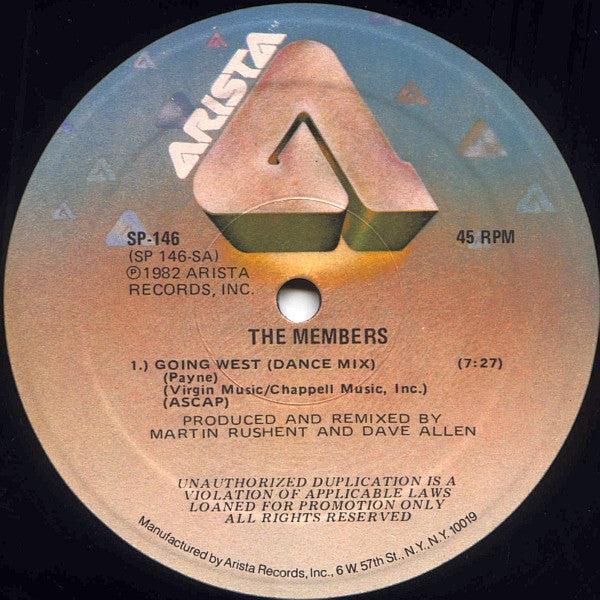 ARISTA
SP-146
45 RPM
(SP 146-SA)
℗1982 ARISTA
RECORDS, INC.
THE MEMBERS
1.) GOING WEST (DANCE MIX) (7:27)
(Payne)
(Virgin Music/Chappell Music, Inc.)
(ASCAP)
PRODUCED AND REMIXED BY
MARTIN RUSHENT AND DAVE ALLEN
UNAUTHORIZED DUPLICATION IS A
VIOLATION OF APPLICABLE LAWS
LOANED FOR PROMOTION ONLY
ALL RIGHTS RESERVED
Manufactured by Arista Records, Inc., 6 W. 57th St., N.Y., N.Y. 10019